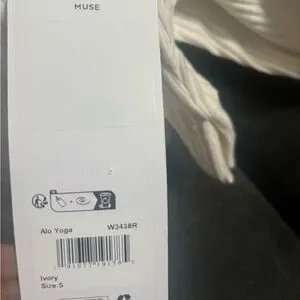 MUSE
Alo Yoga W3438R
Ivory
Size:S